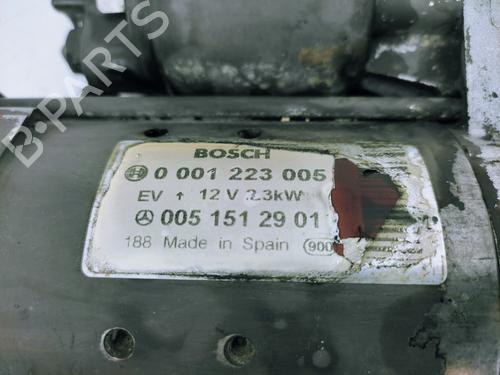 B-PARTS
BOSCH
0 001 223 005
EV ↑ 12 V 2.3kW
005 151 29 01
188 Made in Spain 900